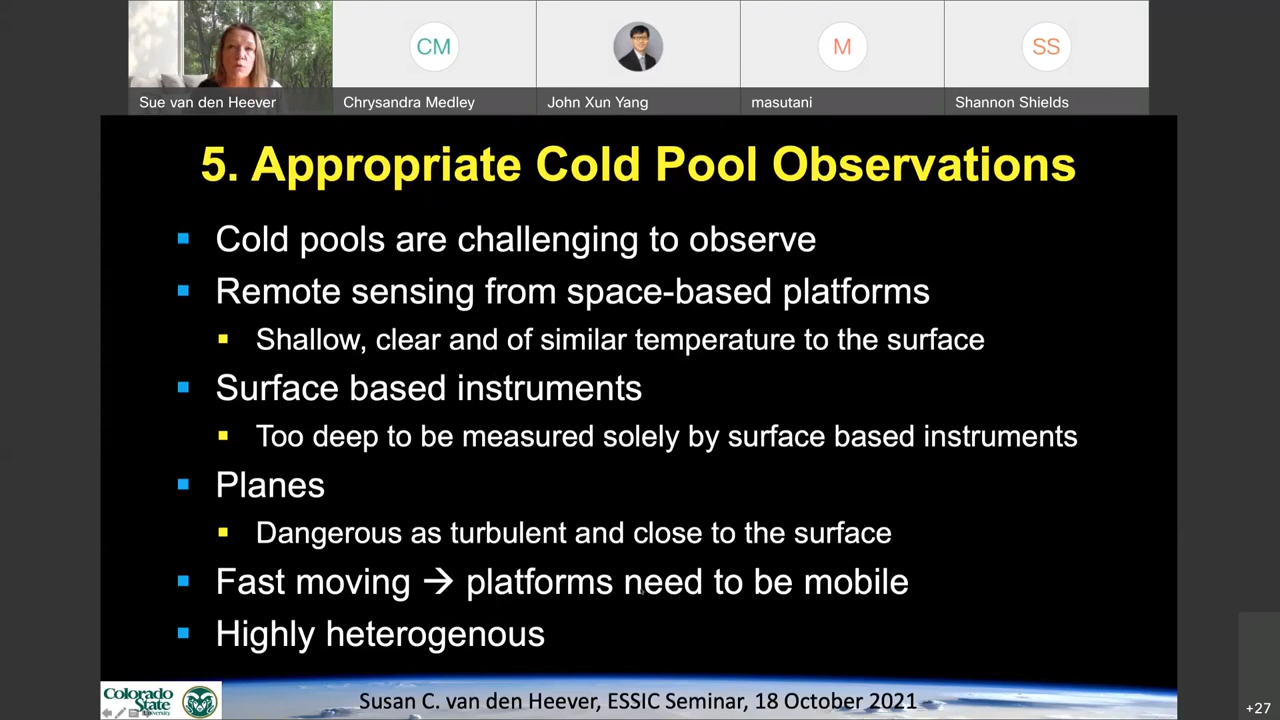 CM
M
SS
Sue van den Heever
Chrysandra Medley
John Xun Yang
masutani
Shannon Shields
5. Appropriate Cold Pool Observations
Cold pools are challenging to observe
Remote sensing from space-based platforms
Shallow, clear and of similar temperature to the surface
Surface based instruments
Too deep to be measured solely by surface based instruments
Planes
Dangerous as turbulent and close to the surface
Fast moving → platforms need to be mobile
Highly heterogenous
Colorado
State
University
Susan C. van den Heever, ESSIC Seminar, 18 October 2021
+27